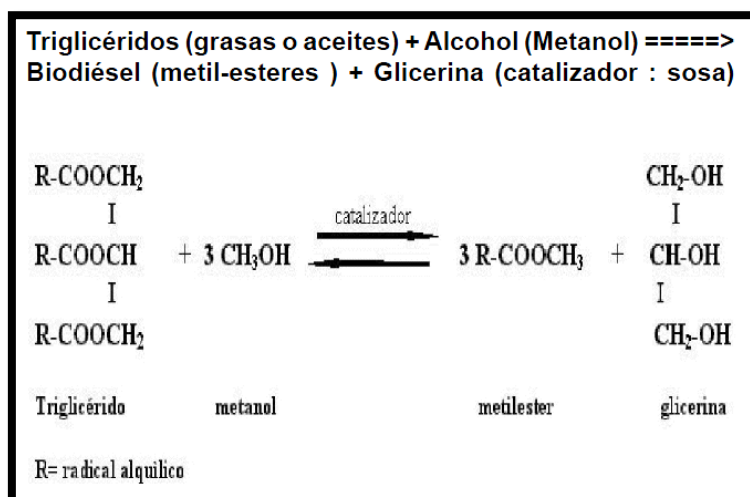 Triglicéridos (grasas o aceites) + Alcohol (Metanol) =====>
Biodiésel (metil-esteres ) + Glicerina (catalizador : sosa)
R-COOCH₂ CH₂-OH
I catalizador I
R-COOCH + 3 CH₃OH 3 R-COOCH₃ + CH-OH
I I
R-COOCH₂ CH₂-OH
Triglicérido metanol metilester glicerina
R= radical alquilico